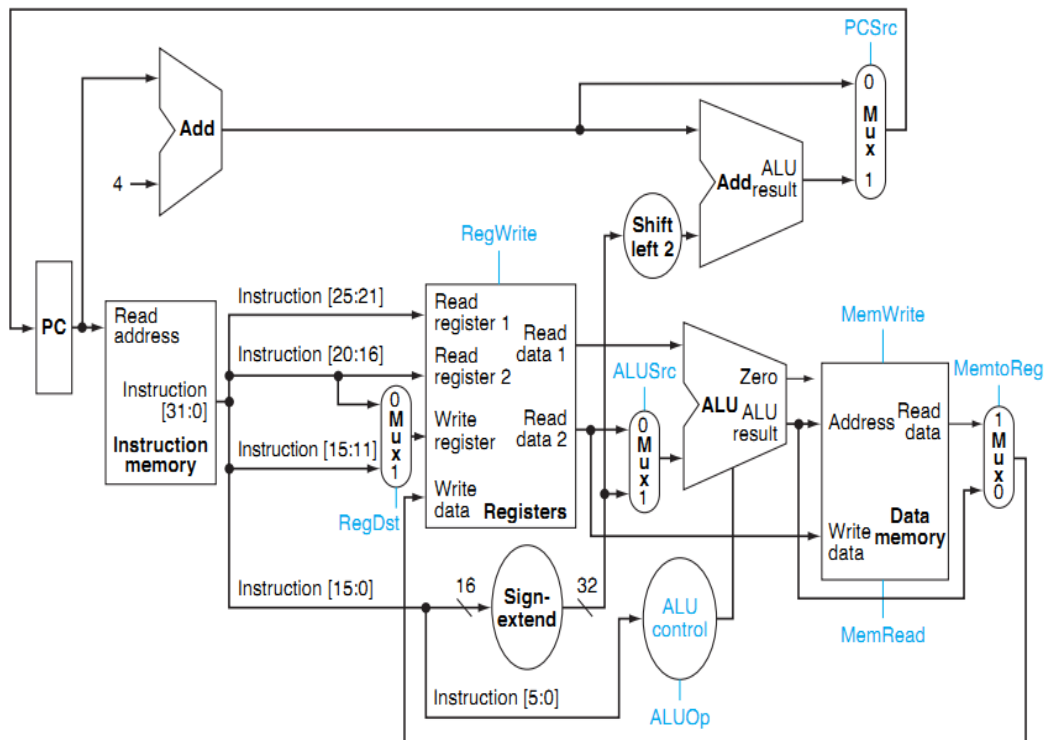 PCSrc
0
M
u
x
1
Add
4
Add
ALU
result
Shift
left 2
RegWrite
PC
Read
address
Instruction
[31:0]
Instruction
memory
Instruction [25:21]
Instruction [20:16]
Instruction [15:11]
0
M
u
x
1
RegDst
Read
register 1
Read
register 2
Write
register
Write
data
Read
data 1
Read
data 2
Registers
ALUSrc
0
M
u
x
1
Zero
ALU
ALU
result
MemWrite
Address
Read
data
Write
data
Data
memory
MemRead
MemtoReg
1
M
u
x
0
Instruction [15:0]
16
Sign-
extend
32
ALU
control
Instruction [5:0]
ALUOp